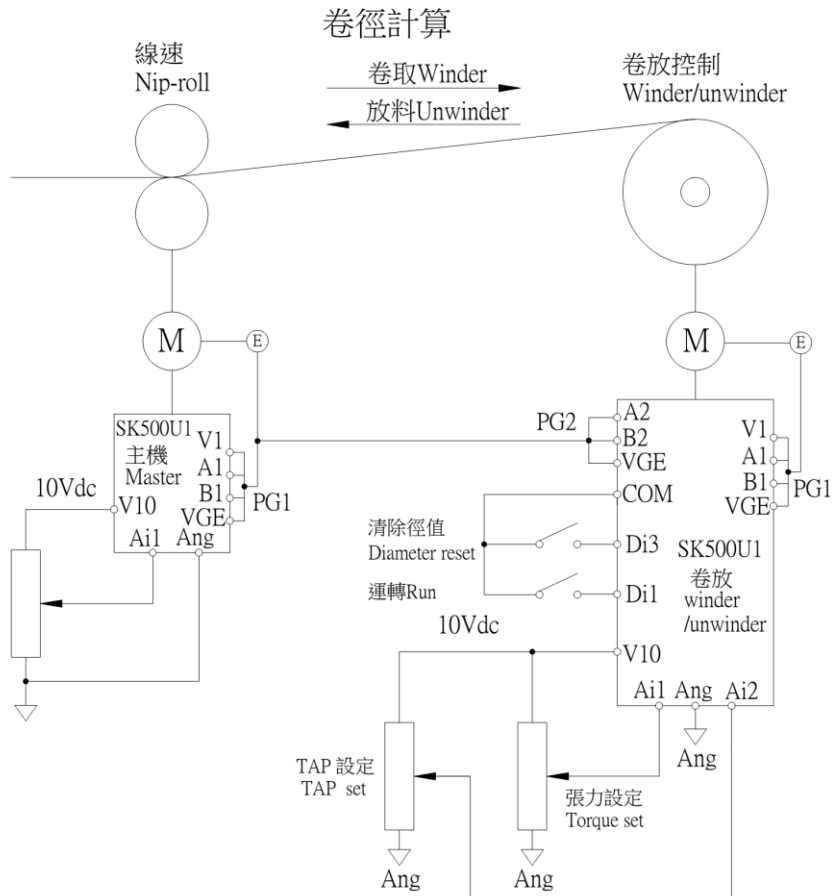 卷徑計算
線速
Nip-roll
卷取Winder
放料Unwinder
卷放控制
Winder/unwinder
M
E
M
E
SK500U1
主機
Master
V1
A1
B1
VGE
PG1
10Vdc
V10
Ai1
Ang
PG2
A2
B2
VGE
COM
Di3
Di1
V10
V1
A1
B1
VGE
PG1
SK500U1
卷放
winder
/unwinder
清除徑值
Diameter reset
運轉Run
10Vdc
Ai1
Ang
Ai2
Ang
TAP 設定
TAP set
張力設定
Torque set
Ang
Ang